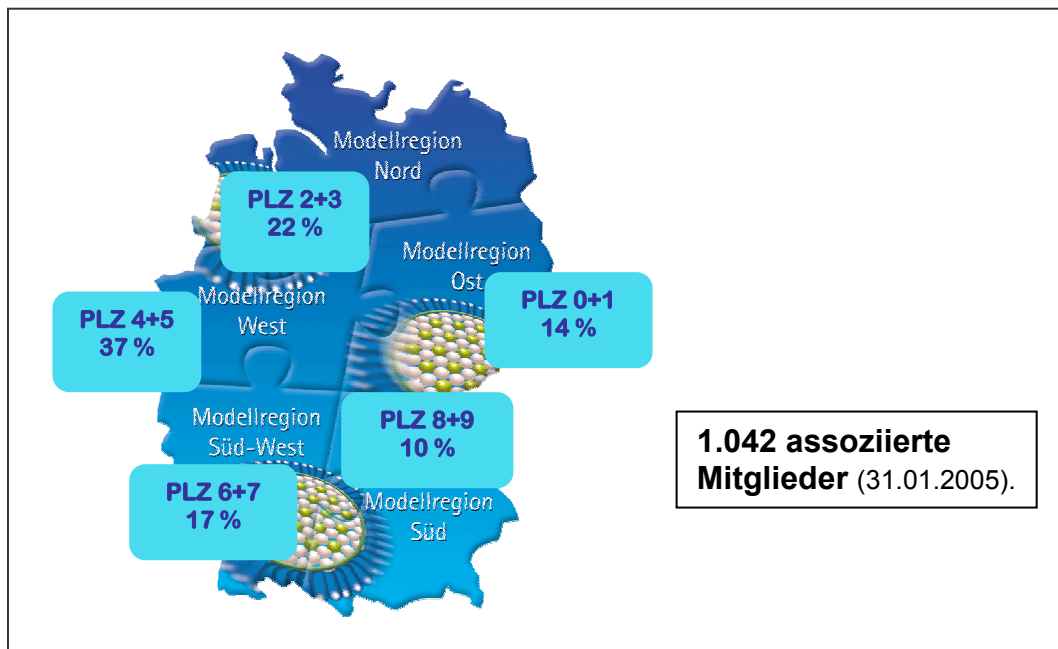 Modellregion
Nord
PLZ 2+3
22 %
Modellregion
Ost
PLZ 0+1
14 %
Modellregion
West
PLZ 4+5
37 %
Modellregion
Süd-West
PLZ 8+9
10 %
PLZ 6+7
17 %
Modellregion
Süd
1.042 assoziierte
Mitglieder (31.01.2005).